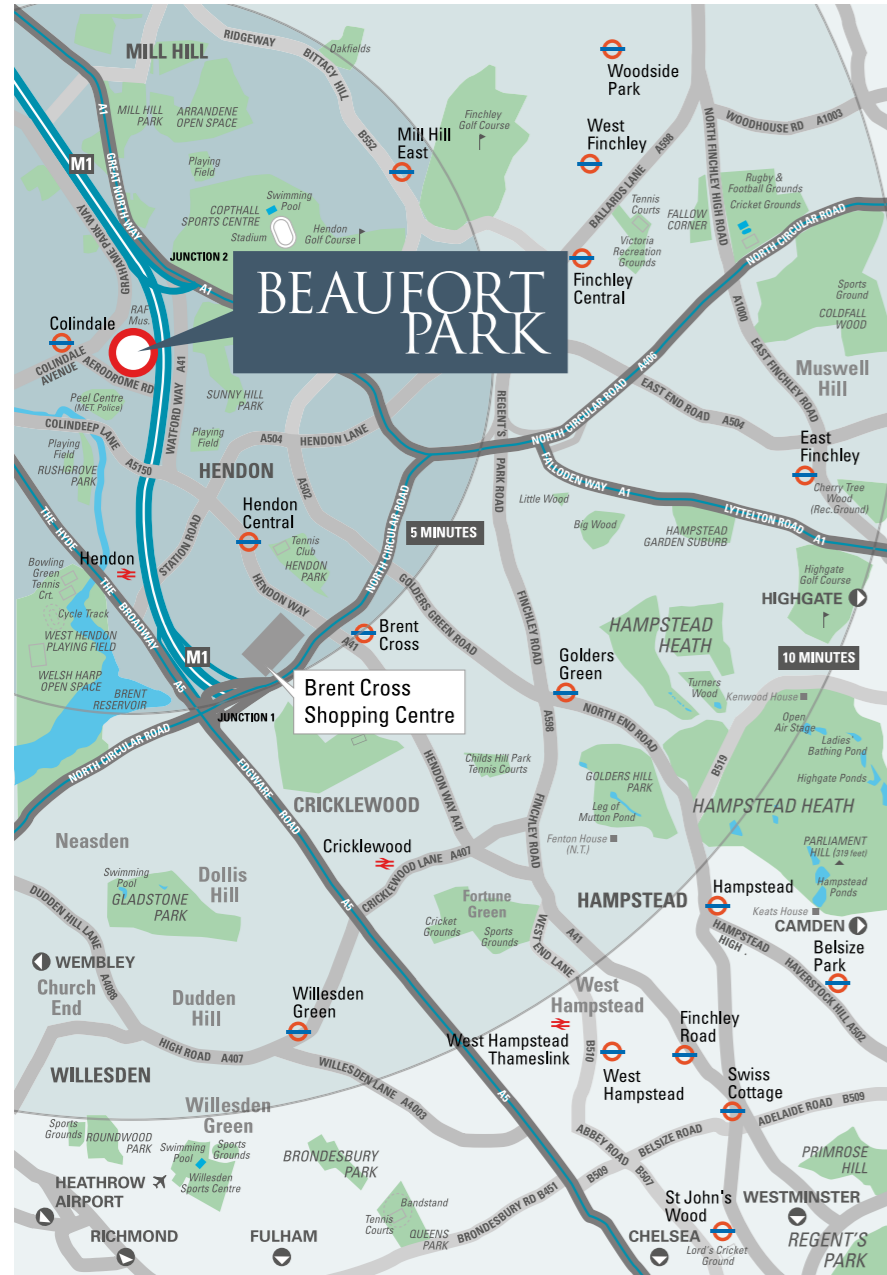 MILL HILL
RIDGEWAY
BITTACY HILL
Oakfields
Woodside
Park
A1
MILL HILL
PARK
ARRANDENE
OPEN SPACE
B552
Mill Hill
East
Finchley
Golf Course
West
Finchley
A598
BALLARDS LANE
NORTH FINCHLEY HIGH ROAD
WOODHOUSE RD A1003
M1
GREAT NORTH WAY
Playing
Field
COPTHALL
SPORTS CENTRE
Swimming
Pool
Stadium
Hendon
Golf Course
Tennis
Courts
FALLOW
CORNER
Rugby &
Football Grounds
Cricket Grounds
NORTH CIRCULAR ROAD
Victoria
Recreation
Grounds
GRAHAME PARK WAY
JUNCTION 2
A1
BEAUFORT
PARK
Finchley
Central
A1000
Sports
Ground
COLDFALL
WOOD
RAF
Mus.
Colindale
COLINDALE
AVENUE
AERODROME RD
A41
WATFORD WAY
A406
NORTH CIRCULAR ROAD
EAST FINCHLEY ROAD
Muswell
Hill
Peel Centre
(MET. Police)
SUNNY HILL
PARK
REGENT'S
PARK ROAD
EAST END ROAD
A504
COLINDEEP LANE
Playing
Field
A504
HENDON LANE
East
Finchley
Playing
Field
RUSHGROVE
PARK
A5150
HENDON
A502
FALLODEN WAY
A1
LYTTELTON ROAD
A1
Cherry Tree
Wood
(Rec.Ground)
Little Wood
Big Wood
HAMPSTEAD
GARDEN SUBURB
THE HYDE
STATION ROAD
Hendon
Central
NORTH CIRCULAR ROAD
5 MINUTES
Tennis
Club
HENDON
PARK
Hendon
Bowling
Green
Tennis
Crt.
Cycle Track
THE BROADWAY
HENDON WAY
GOLDERS GREEN ROAD
FINCHLEY ROAD
Highgate
Golf Course
HIGHGATE
WEST HENDON
PLAYING FIELD
A41
Brent
Cross
HAMPSTEAD
HEATH
10 MINUTES
WELSH HARP
OPEN SPACE
BRENT
RESERVOIR
M1
A5
Brent Cross
Shopping Centre
Golders
Green
Turners
Wood
Kenwood House
JUNCTION 1
A598
NORTH END ROAD
Open
Air Stage
Ladies
Bathing Pond
NORTH CIRCULAR ROAD
EDGWARE
ROAD
HENDON WAY A41
Childs Hill Park
Tennis Courts
B519
GOLDERS HILL
PARK
Highgate Ponds
CRICKLEWOOD
Leg of
Mutton Pond
HAMPSTEAD HEATH
FINCHLEY ROAD
Neasden
Cricklewood
CRICKLEWOOD LANE
A407
Fenton House
(N.T.)
PARLIAMENT
HILL (319 feet)
Dollis
Hill
Swimming
Pool
GLADSTONE
PARK
DUDDEN HILL LANE
A5
Fortune
Green
Hampstead
Hampstead
Ponds
HAMPSTEAD
Keats House
CAMDEN
Cricket
Grounds
Sports
Grounds
WEST END LANE
A41
HAMPSTEAD
HIGH .
HAVERSTOCK HILL A502
Belsize
Park
WEMBLEY
A4088
Church
End
Dudden
Hill
Willesden
Green
West
Hampstead
Finchley
Road
HIGH ROAD
A407
West Hampstead
Thameslink
B510
West
Hampstead
WILLESDEN
WILLESDEN LANE A4003
A5
Swiss
Cottage
Willesden
Green
ADELAIDE ROAD
B509
Sports
Grounds
ROUNDWOOD
PARK
Swimming
Pool
Sports
Grounds
BRONDESBURY
PARK
ABBEY ROAD
BELSIZE ROAD
PRIMROSE
HILL
Willesden
Sports Centre
B509
B507
HEATHROW
AIRPORT
Bandstand
Tennis
Courts
QUEENS
PARK
BRONDESBURY RD B451
St John's
Wood
WESTMINSTER
RICHMOND
FULHAM
CHELSEA
Lord's Cricket
Ground
REGENT'S
PARK